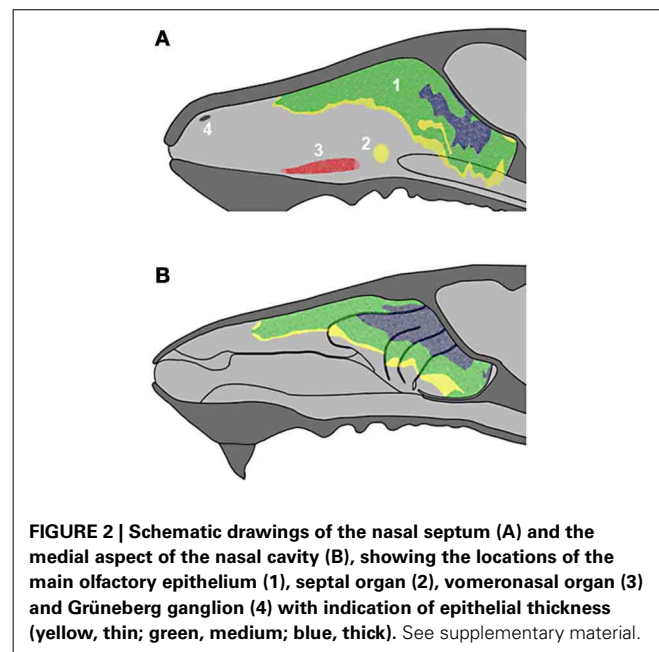 A
1
4
3
2
B
FIGURE 2 | Schematic drawings of the nasal septum (A) and the
medial aspect of the nasal cavity (B), showing the locations of the
main olfactory epithelium (1), septal organ (2), vomeronasal organ (3)
and Grüneberg ganglion (4) with indication of epithelial thickness
(yellow, thin; green, medium; blue, thick). See supplementary material.